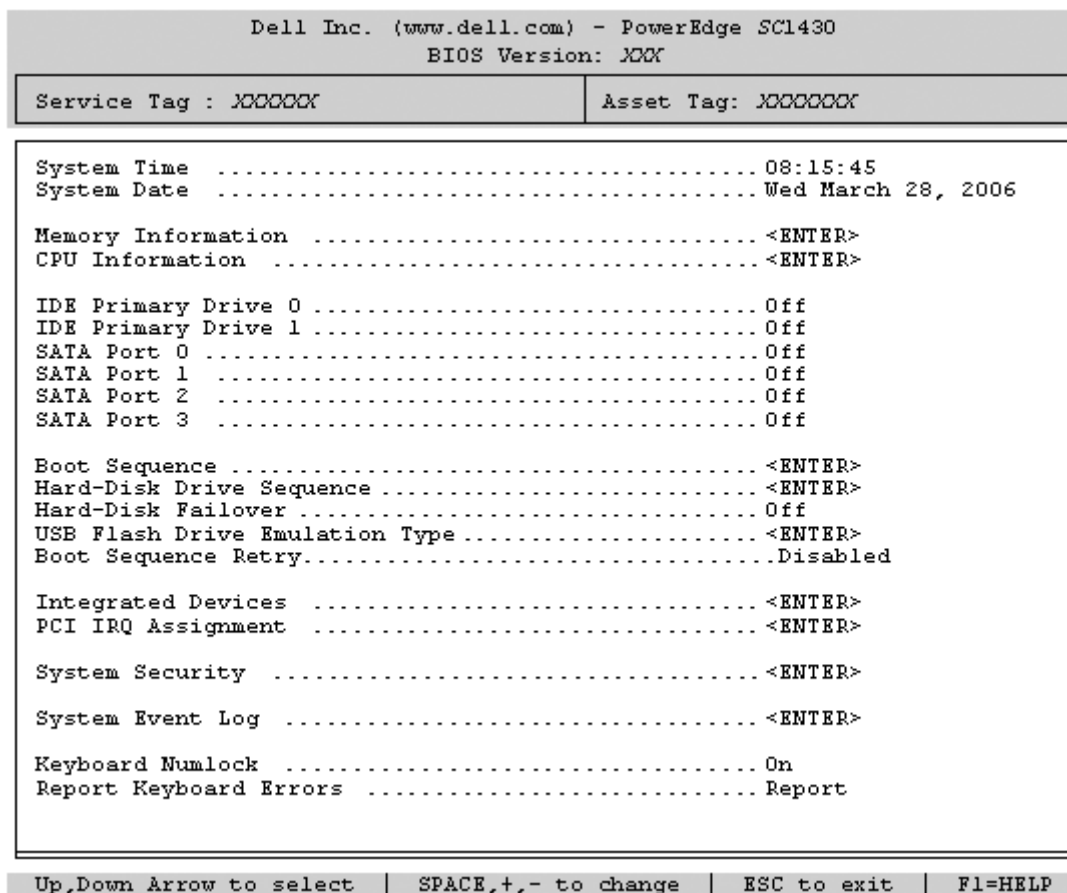 Dell Inc. (www.dell.com) - PowerEdge SC1430
BIOS Version: XXX
Service Tag : XXXXXX Asset Tag: XXXXXXX
System Time ........................................ 08:15:45
System Date ........................................ Wed March 28, 2006
Memory Information ................................. <ENTER>
CPU Information .................................... <ENTER>
IDE Primary Drive 0 ................................. Off
IDE Primary Drive 1 ................................. Off
SATA Port 0 ......................................... Off
SATA Port 1 ........................................ Off
SATA Port 2 ........................................ Off
SATA Port 3 ........................................ Off
Boot Sequence ....................................... <ENTER>
Hard-Disk Drive Sequence ............................ <ENTER>
Hard-Disk Failover .................................. Off
USB Flash Drive Emulation Type ...................... <ENTER>
Boot Sequence Retry...................................Disabled
Integrated Devices ................................. <ENTER>
PCI IRQ Assignment ................................. <ENTER>
System Security .................................... <ENTER>
System Event Log ................................... <ENTER>
Keyboard Numlock ................................... On
Report Keyboard Errors ............................. Report
Up,Down Arrow to select | SPACE,+,- to change | ESC to exit | F1=HELP